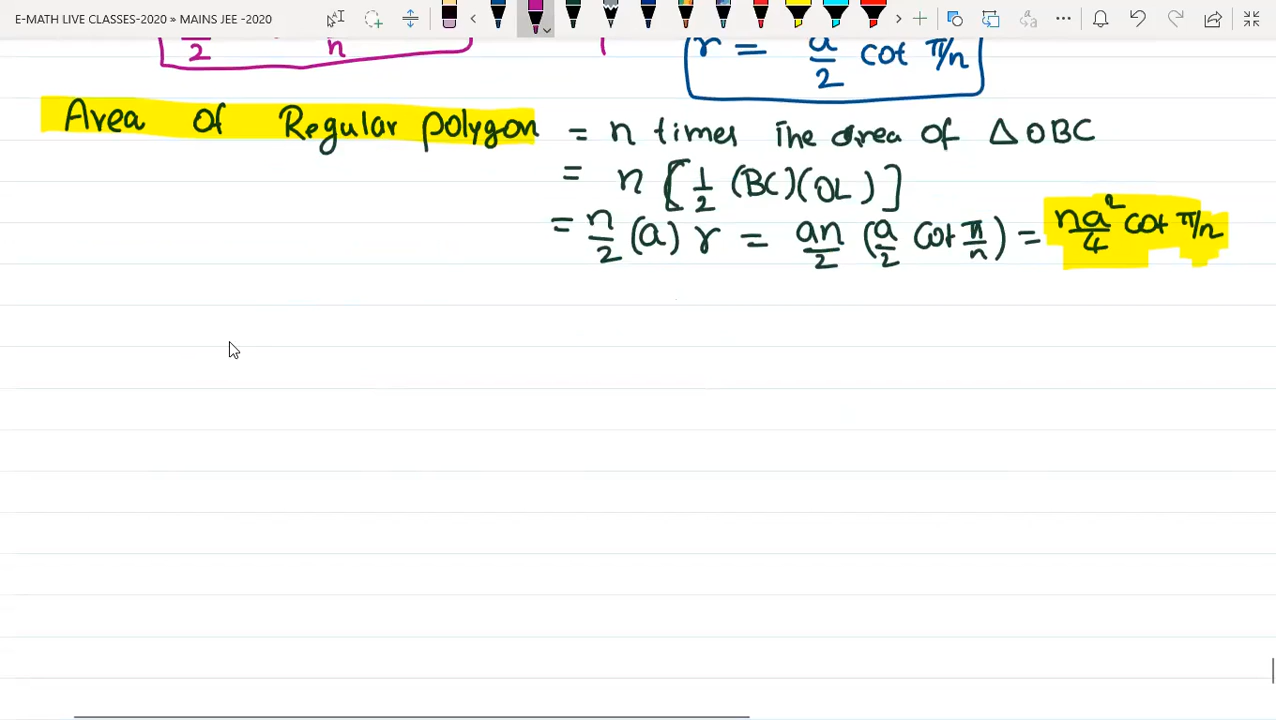 E-MATH LIVE CLASSES-2020 » MAINS JEE -2020
2 n
r = a/2 cot π/n
Area of Regular polygon = n times The area of △OBC
= n [1/2 (BC)(OL)]
= n/2 (a) r = an/2 (a/2 cot π/n) = na²/4 cot π/n